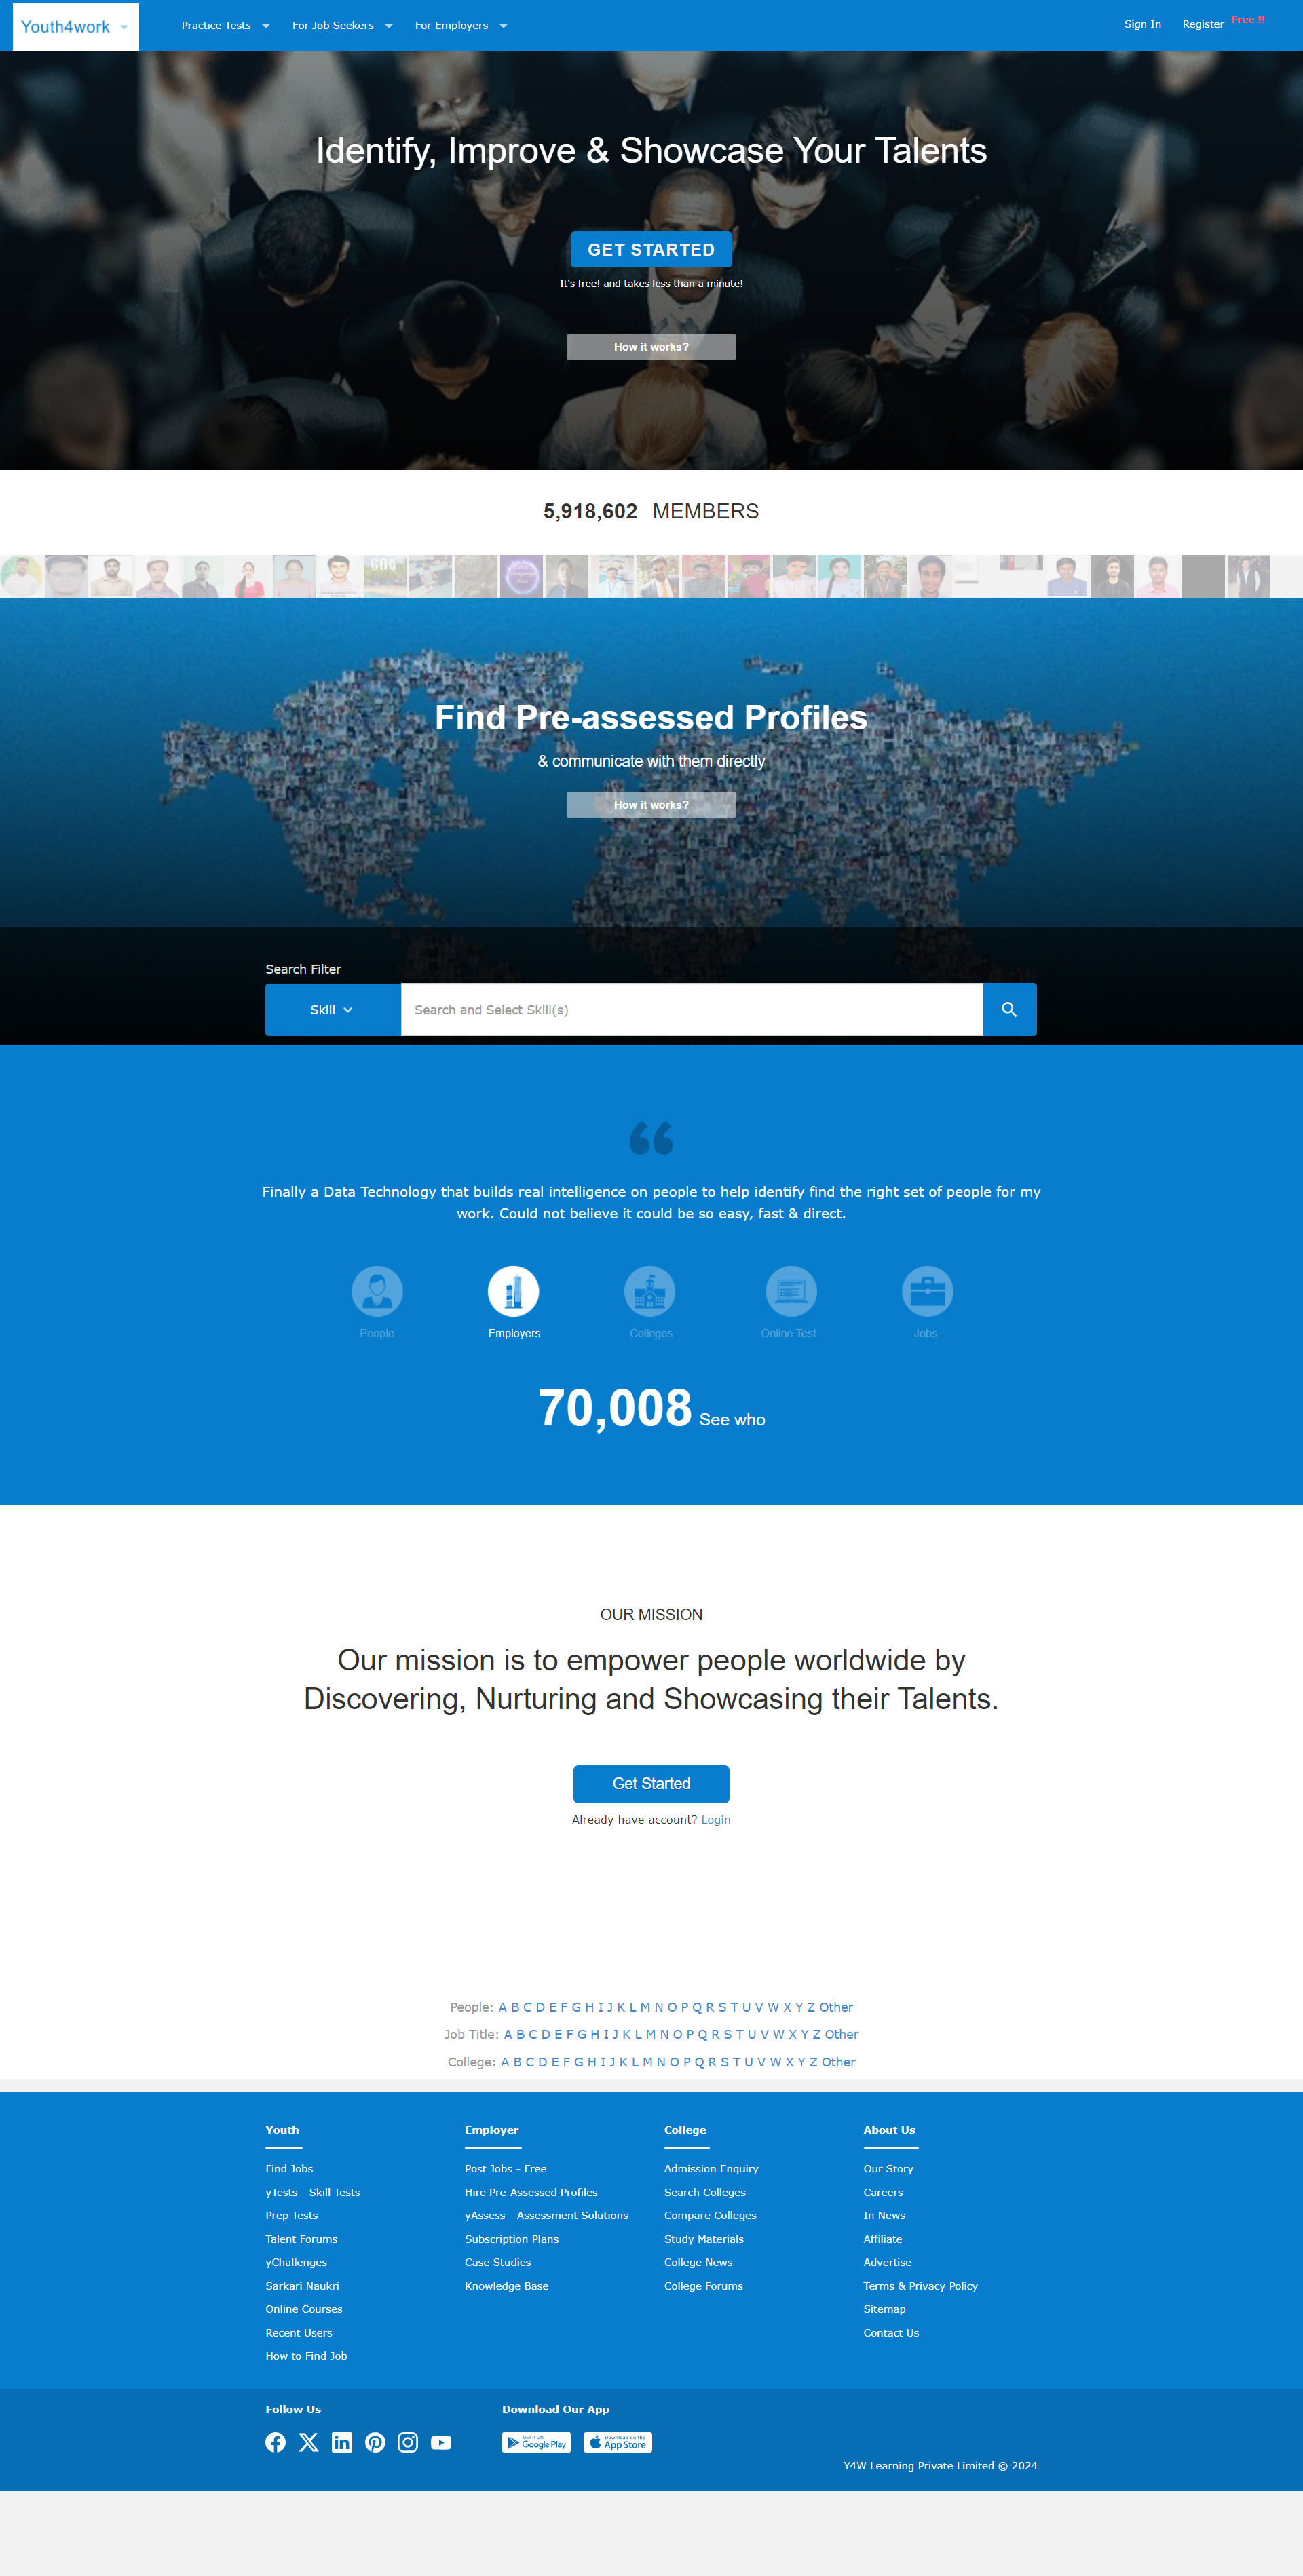 Youth4work
Practice Tests
For Job Seekers
For Employers
Sign In
Register
Free !!
Identify, Improve & Showcase Your Talents
GET STARTED
It's free! and takes less than a minute!
How it works?
5,918,602 MEMBERS
Find Pre-assessed Profiles
& communicate with them directly
How it works?
Search Filter
Skill
Search and Select Skill(s)
Finally a Data Technology that builds real intelligence on people to help identify find the right set of people for my
work. Could not believe it could be so easy, fast & direct.
People
Employers
Colleges
Online Test
Jobs
70,008 See who
OUR MISSION
Our mission is to empower people worldwide by
Discovering, Nurturing and Showcasing their Talents.
Get Started
Already have account? Login
People: A B C D E F G H I J K L M N O P Q R S T U V W X Y Z Other
Job Title: A B C D E F G H I J K L M N O P Q R S T U V W X Y Z Other
College: A B C D E F G H I J K L M N O P Q R S T U V W X Y Z Other
Youth
Find Jobs
yTests - Skill Tests
Prep Tests
Talent Forums
yChallenges
Sarkari Naukri
Online Courses
Recent Users
How to Find Job
Employer
Post Jobs - Free
Hire Pre-Assessed Profiles
yAssess - Assessment Solutions
Subscription Plans
Case Studies
Knowledge Base
College
Admission Enquiry
Search Colleges
Compare Colleges
Study Materials
College News
College Forums
About Us
Our Story
Careers
In News
Affiliate
Advertise
Terms & Privacy Policy
Sitemap
Contact Us
Follow Us
Download Our App
GET IT ON
Google Play
Download on the
App Store
Y4W Learning Private Limited © 2024